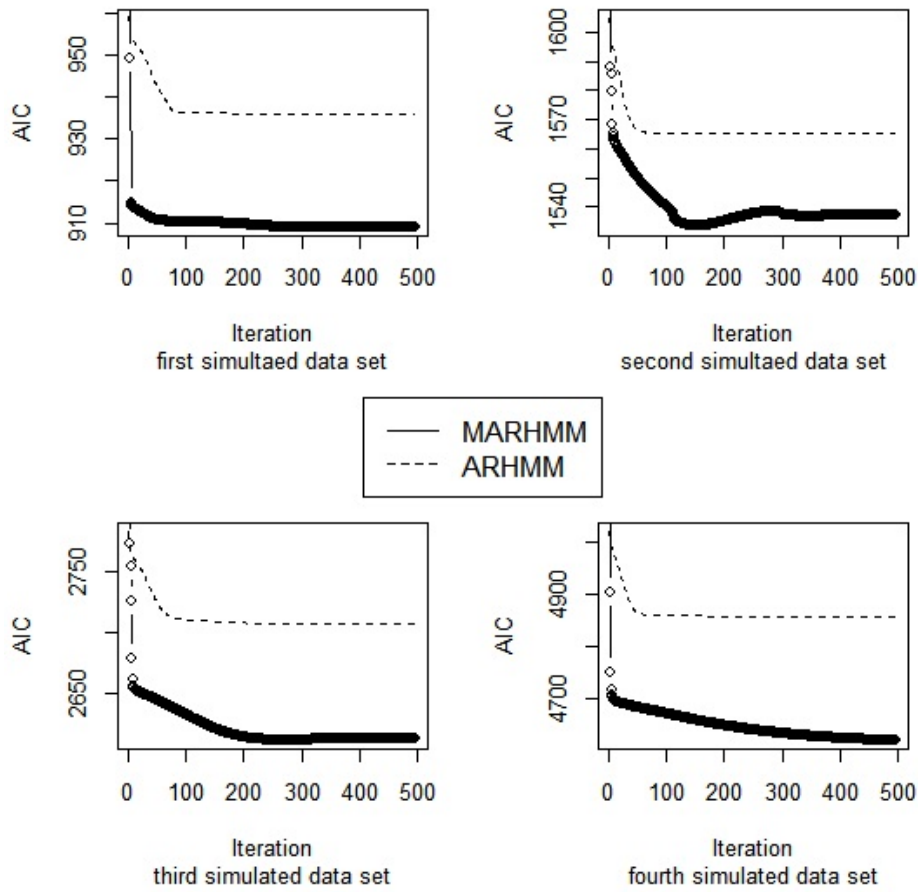 950
930
910
AIC
0 100 200 300 400 500
Iteration
first simultaed data set
1600
1570
1540
AIC
0 100 200 300 400 500
Iteration
second simultaed data set
MARHMM
ARHMM
2750
2650
AIC
0 100 200 300 400 500
Iteration
third simulated data set
4900
4700
AIC
0 100 200 300 400 500
Iteration
fourth simulated data set